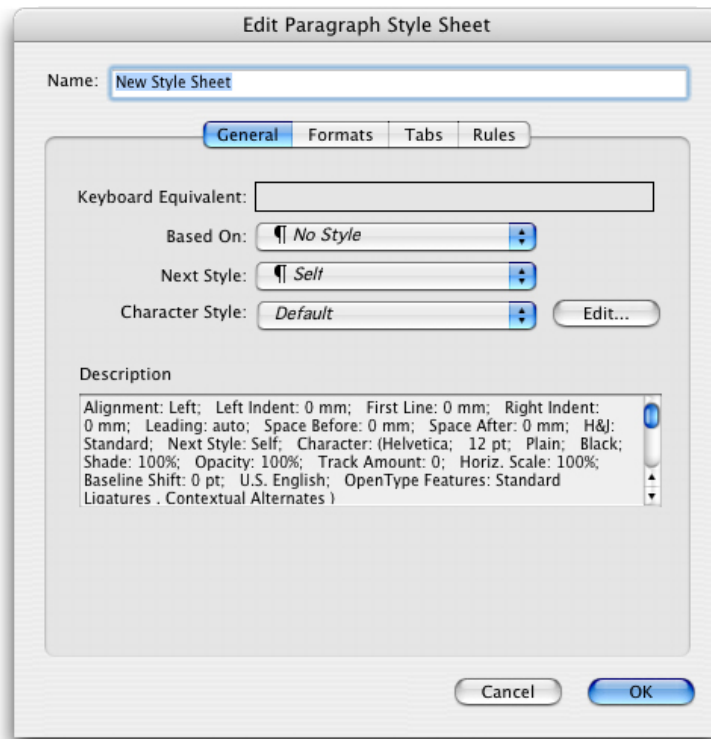 Edit Paragraph Style Sheet
Name: New Style Sheet
General Formats Tabs Rules
Keyboard Equivalent:
Based On: ¶ No Style
Next Style: ¶ Self
Character Style: Default Edit...
Description
Alignment: Left; Left Indent: 0 mm; First Line: 0 mm; Right Indent:
0 mm; Leading: auto; Space Before: 0 mm; Space After: 0 mm; H&J:
Standard; Next Style: Self; Character: (Helvetica; 12 pt; Plain; Black;
Shade: 100%; Opacity: 100%; Track Amount: 0; Horiz. Scale: 100%;
Baseline Shift: 0 pt; U.S. English; OpenType Features: Standard
Ligatures , Contextual Alternates )
Cancel OK